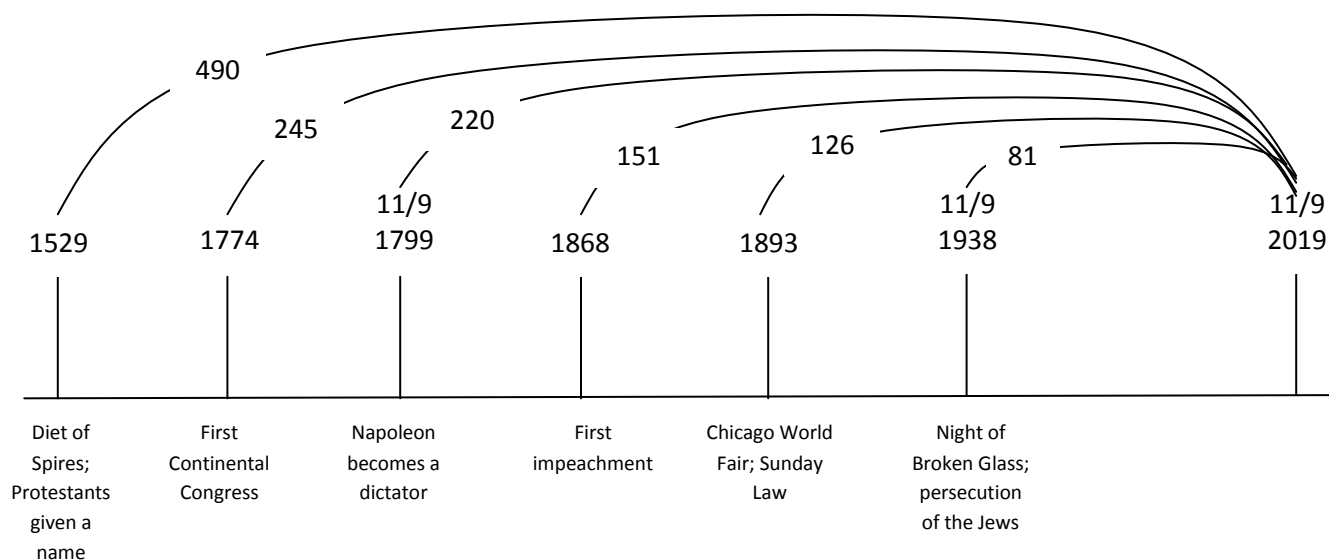 490
245
220
151
126
81
11/9
11/9
11/9
1529
1774
1799
1868
1893
1938
2019
Diet of
Spires;
Protestants
given a
name
First
Continental
Congress
Napoleon
becomes a
dictator
First
impeachment
Chicago World
Fair; Sunday
Law
Night of
Broken Glass;
persecution
of the Jews